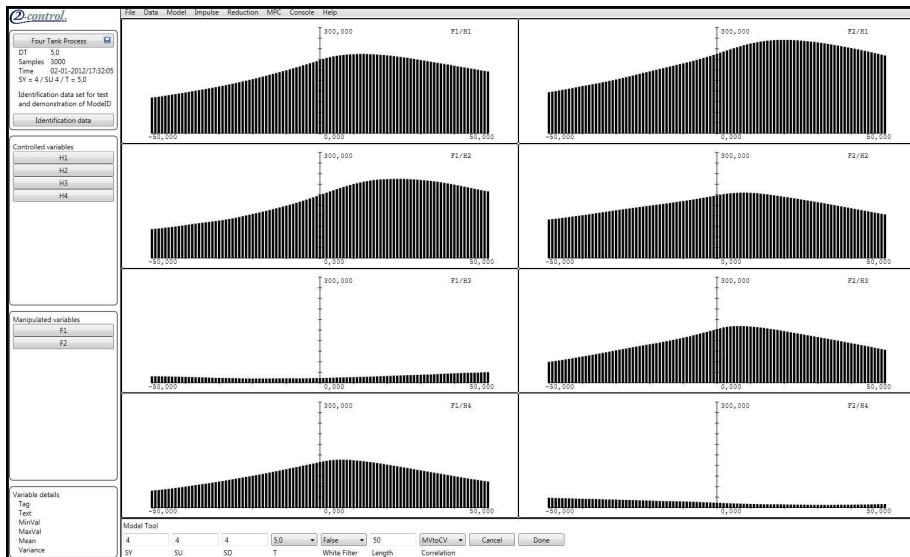 2-control
File Data Model Impulse Reduction MPC Console Help
Four Tank Process
DT 5,0
Samples 3000
Time 02-01-2012/17:32:05
SY = 4 / SU 4 / T = 5,0
Identification data set for test
and demonstration of ModelD
Identification data
Controlled variables
H1
H2
H3
H4
Manipulated variables
F1
F2
Variable details
Tag
Text
MinVal
MaxVal
Mean
Variance
300,000 F1/H1
-50,000 0,000 50,000
300,000 F2/H1
-50,000 0,000 50,000
300,000 F1/H2
-50,000 0,000 50,000
300,000 F2/H2
-50,000 0,000 50,000
300,000 F1/H3
-50,000 0,000 50,000
300,000 F2/H3
-50,000 0,000 50,000
300,000 F1/H4
-50,000 0,000 50,000
300,000 F2/H4
-50,000 0,000 50,000
Model Tool
4 4 4 5,0 False 50 MVtoCV Cancel Done
SY SU SD T White Filter Length Correlation